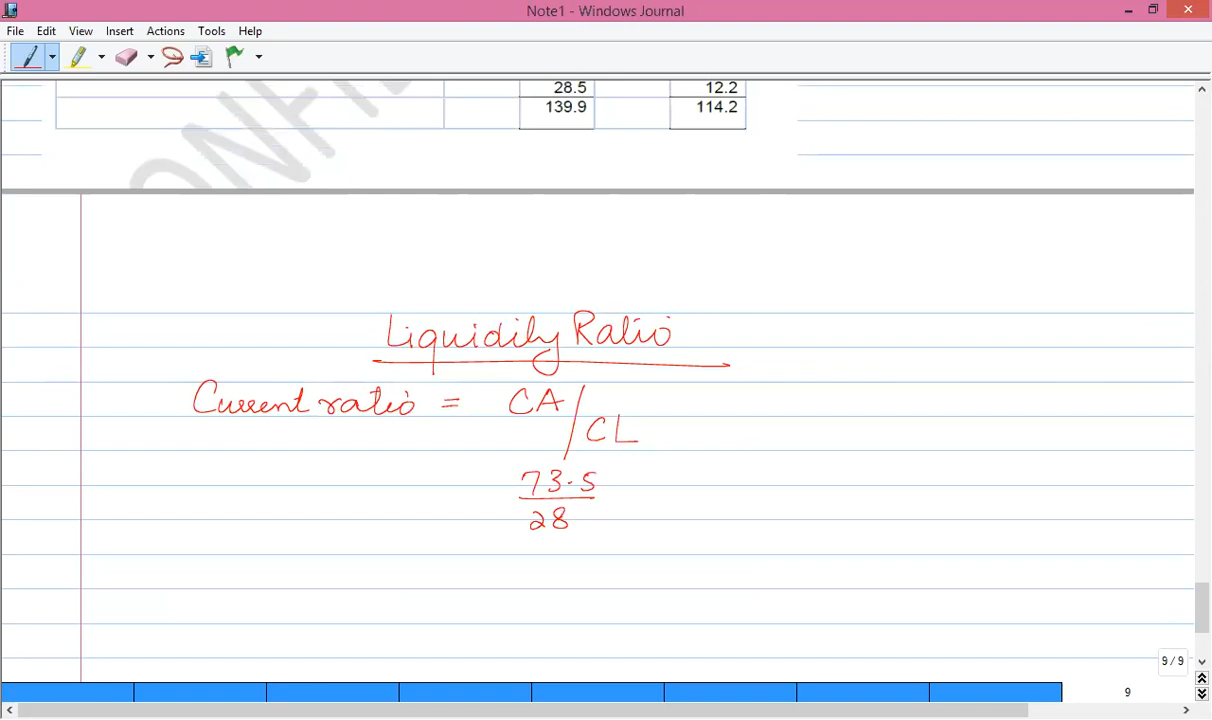 Note1 - Windows Journal
File Edit View Insert Actions Tools Help
28.5 12.2
139.9 114.2
ONFI
Liquidity Ratio
Current ratio = CA / CL
73.5
28
9 / 9
9